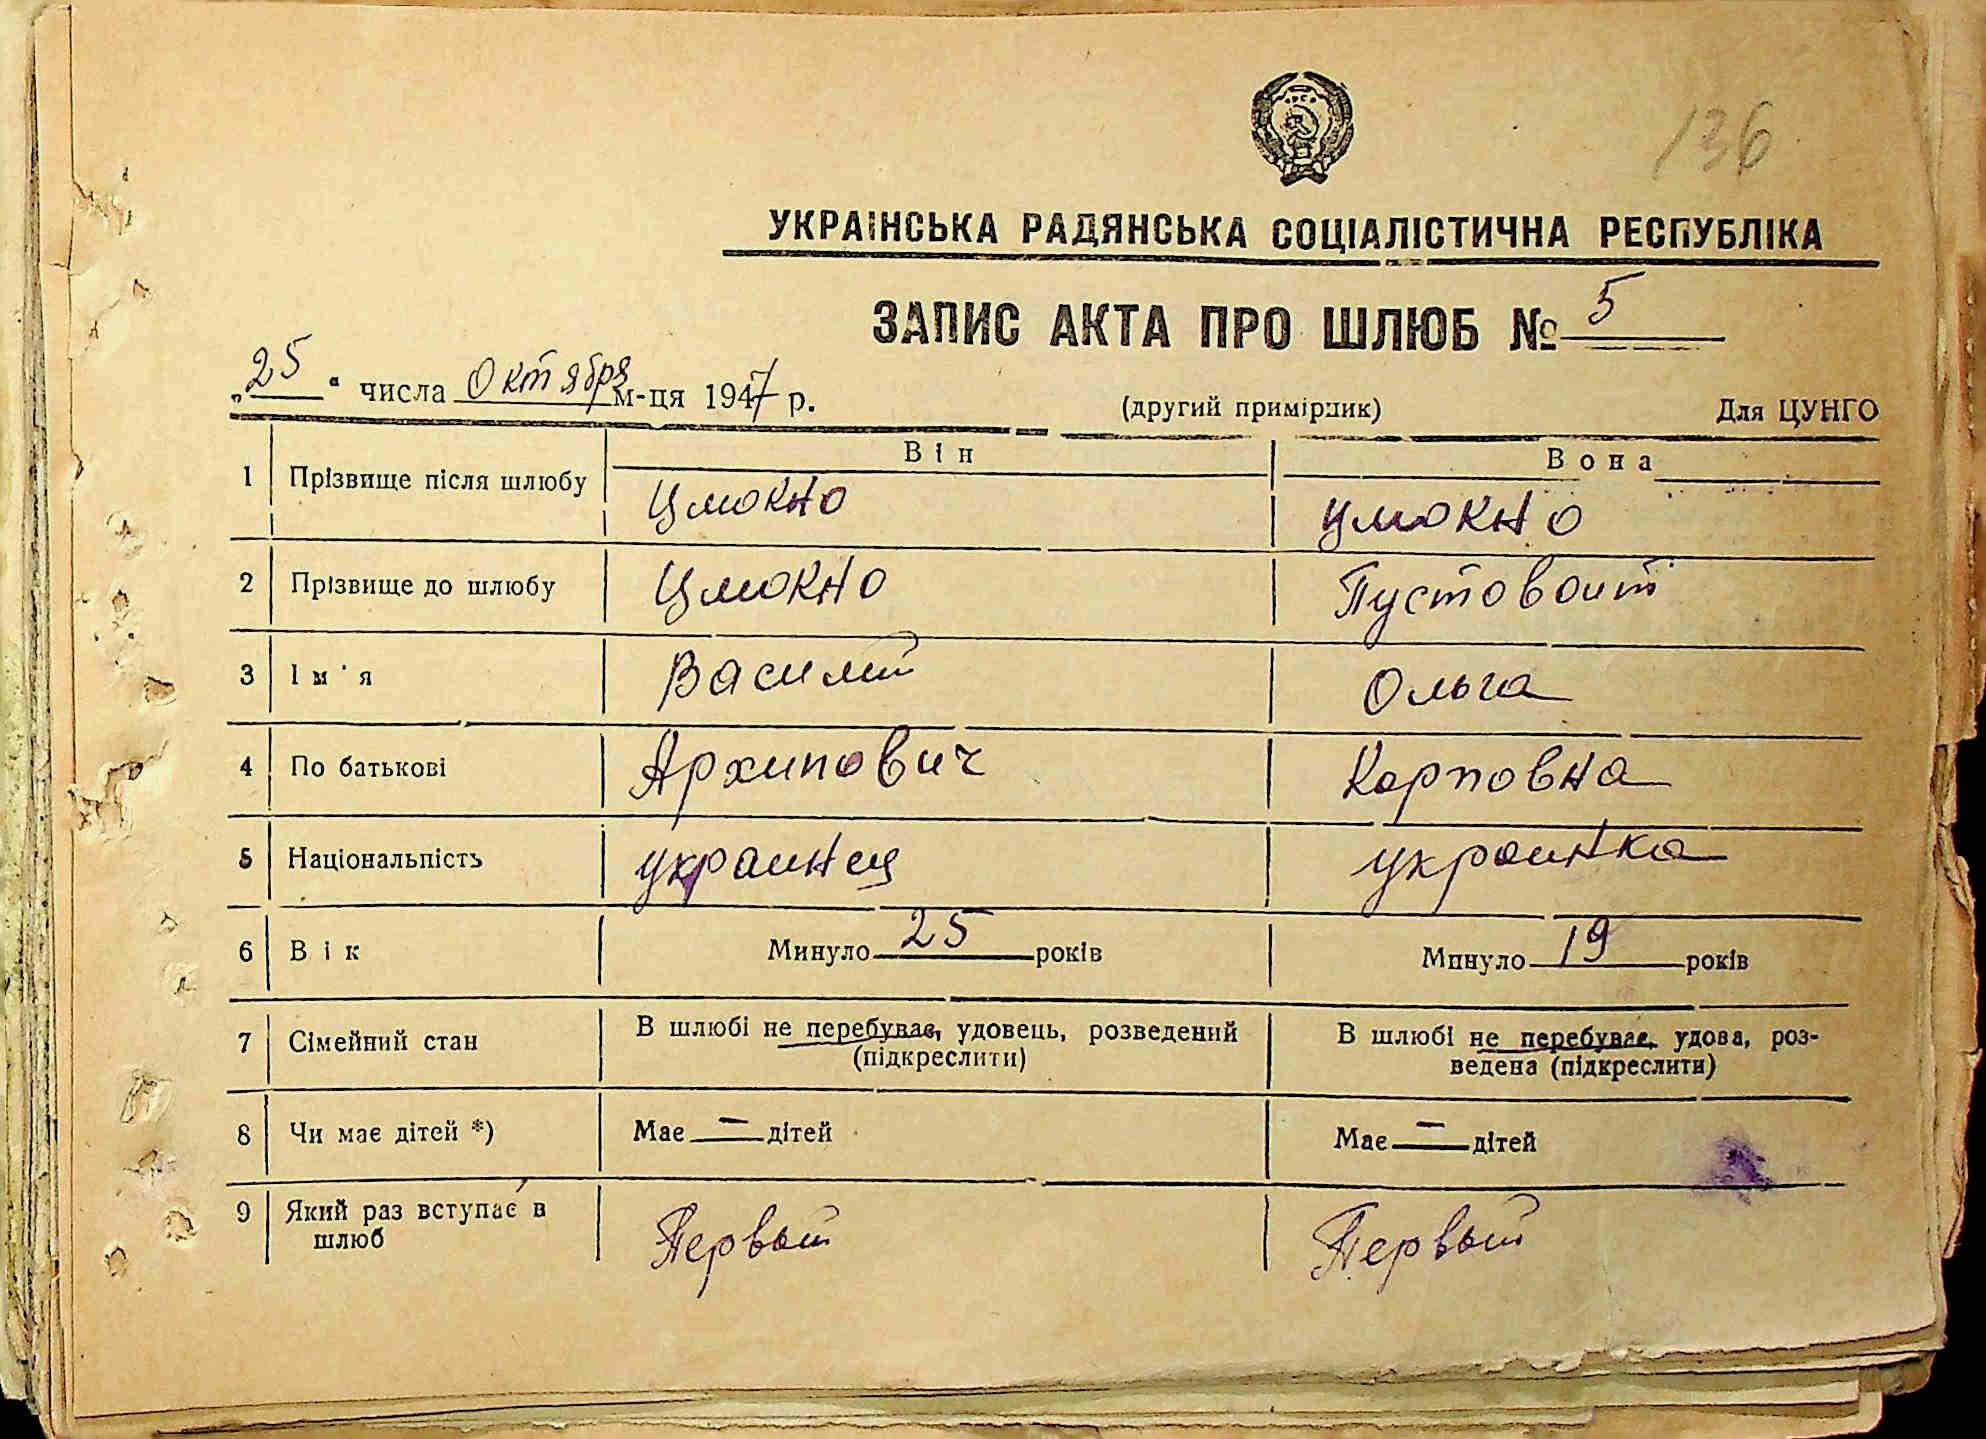 136
УКРАЇНСЬКА РАДЯНСЬКА СОЦІАЛІСТИЧНА РЕСПУБЛІКА
ЗАПИС АКТА ПРО ШЛЮБ № 5
„25" числа Октября м-ця 1947 р.
(другий примірник) Для ЦУНГО
Він Вона
1 Прізвище після шлюбу Цмокно Цмокно
2 Прізвище до шлюбу Цмокно Пустовоит
3 Ім'я Василий Ольга
4 По батькові Архипович Карповна
5 Національність украинец украинка
6 Вік Минуло 25 років Минуло 19 років
7 Сімейний стан В шлюбі не перебуває, удовець, розведений В шлюбі не перебуває, удова, роз-
(підкреслити) ведена (підкреслити)
8 Чи має дітей *) Має — дітей Має — дітей
9 Який раз вступає в Первый Первый
шлюб